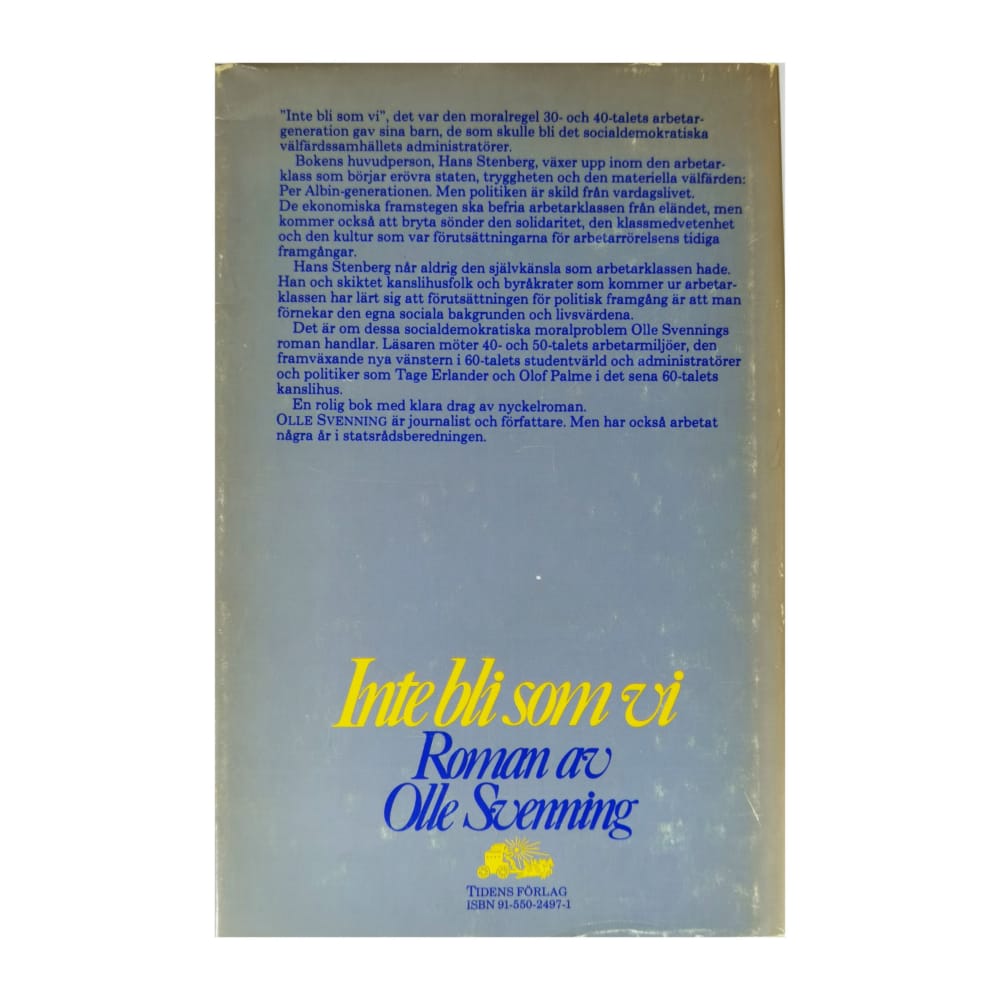 "Inte bli som vi", det var den moralregel 30- och 40-talets arbetar-
generation gav sina barn, de som skulle bli det socialdemokratiska
välfärdssamhällets administratörer.
Bokens huvudperson, Hans Stenberg, växer upp inom den arbetar-
klass som börjar erövra staten, tryggheten och den materiella välfärden:
Per Albin-generationen. Men politiken är skild från vardagslivet.
De ekonomiska framstegen ska befria arbetarklassen från eländet, men
kommer också att bryta sönder den solidaritet, den klassmedvetenhet
och den kultur som var förutsättningarna för arbetarrörelsens tidiga
framgångar.
Hans Stenberg når aldrig den självkänsla som arbetarklassen hade.
Han och skiktet kanslihusfolk och byråkrater som kommer ur arbetar-
klassen har lärt sig att förutsättningen för politisk framgång är att man
förnekar den egna sociala bakgrunden och livsvärdena.
Det är om dessa socialdemokratiska moralproblem Olle Svennings
roman handlar. Läsaren möter 40- och 50-talets arbetarmiljöer, den
framväxande nya vänstern i 60-talets studentvärld och administratörer
och politiker som Tage Erlander och Olof Palme i det sena 60-talets
kanslihus.
En rolig bok med klara drag av nyckelroman.
OLLE SVENNING är journalist och författare. Men har också arbetat
några år i statsrådsberedningen.
Inte bli som vi
Roman av
Olle Svenning
TIDENS FÖRLAG
ISBN 91-550-2497-1